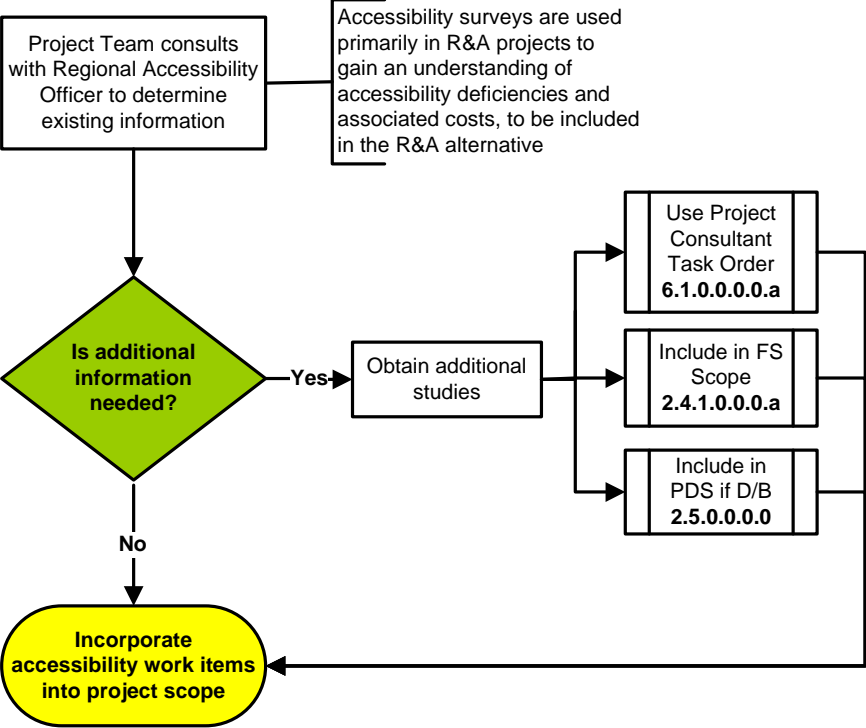 Project Team consults
with Regional Accessibility
Officer to determine
existing information
Accessibility surveys are used
primarily in R&A projects to
gain an understanding of
accessibility deficiencies and
associated costs, to be included
in the R&A alternative
Is additional
information
needed?
Yes
Obtain additional
studies
Use Project
Consultant
Task Order
6.1.0.0.0.0.a
Include in FS
Scope
2.4.1.0.0.0.a
Include in
PDS if D/B
2.5.0.0.0.0
No
Incorporate
accessibility work items
into project scope